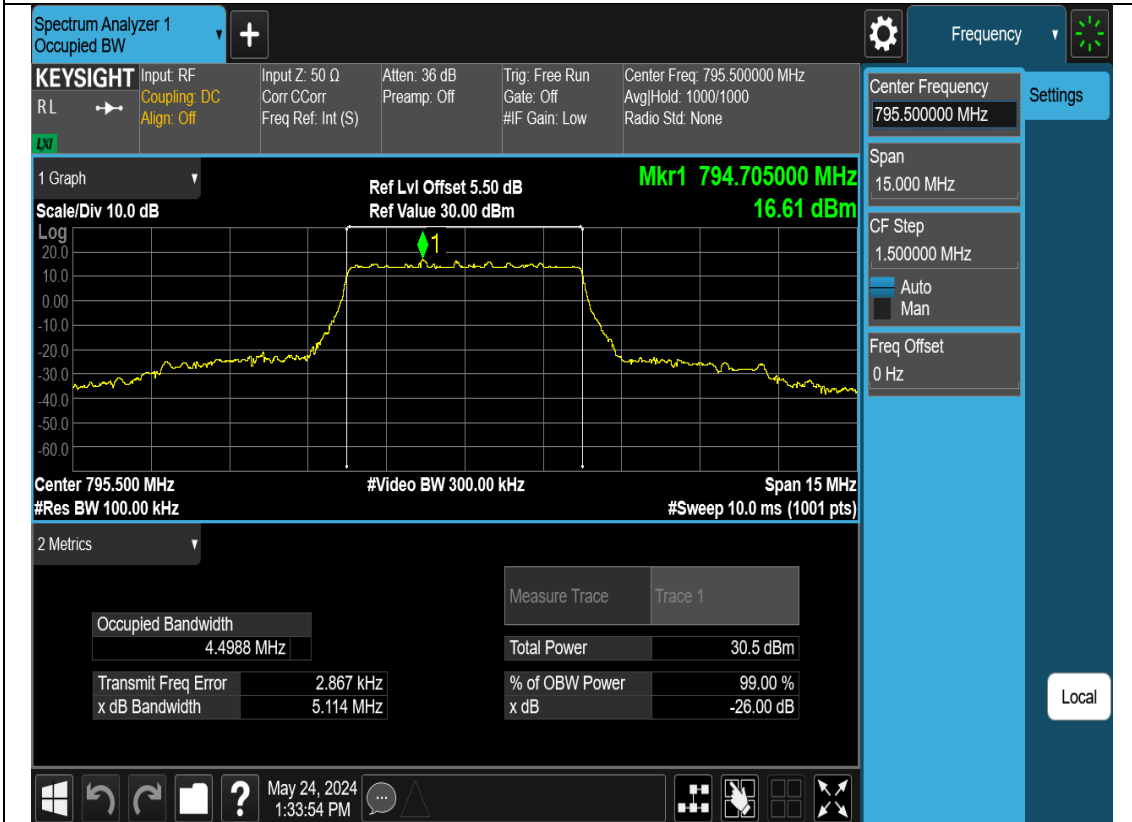 Spectrum Analyzer 1
Occupied BW
Frequency
KEYSIGHT
RL
LXI
Input: RF
Coupling: DC
Align: Off
Input Z: 50 Ω
Corr CCorr
Freq Ref: Int (S)
Atten: 36 dB
Preamp: Off
Trig: Free Run
Gate: Off
#IF Gain: Low
Center Freq: 795.500000 MHz
Avg|Hold: 1000/1000
Radio Std: None
Center Frequency
795.500000 MHz
Settings
Span
15.000 MHz
CF Step
1.500000 MHz
Auto
Man
Freq Offset
0 Hz
Local
1 Graph
Scale/Div 10.0 dB
Ref Lvl Offset 5.50 dB
Ref Value 30.00 dBm
Mkr1 794.705000 MHz
16.61 dBm
Log
1
20.0
10.0
0.00
-10.0
-20.0
-30.0
-40.0
-50.0
-60.0
Center 795.500 MHz
#Video BW 300.00 kHz
Span 15 MHz
#Res BW 100.00 kHz
#Sweep 10.0 ms (1001 pts)
2 Metrics
Measure Trace
Trace 1
Occupied Bandwidth
4.4988 MHz
Total Power 30.5 dBm
Transmit Freq Error 2.867 kHz
% of OBW Power 99.00 %
x dB Bandwidth 5.114 MHz
x dB -26.00 dB
?
May 24, 2024
1:33:54 PM